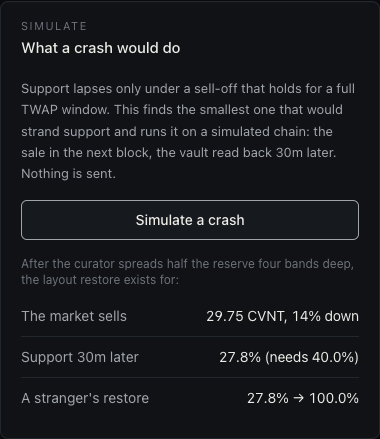 SIMULATE
What a crash would do
Support lapses only under a sell-off that holds for a full
TWAP window. This finds the smallest one that would
strand support and runs it on a simulated chain: the
sale in the next block, the vault read back 30m later.
Nothing is sent.
Simulate a crash
After the curator spreads half the reserve four bands deep,
the layout restore exists for:
The market sells 29.75 CVNT, 14% down
Support 30m later 27.8% (needs 40.0%)
A stranger's restore 27.8% → 100.0%